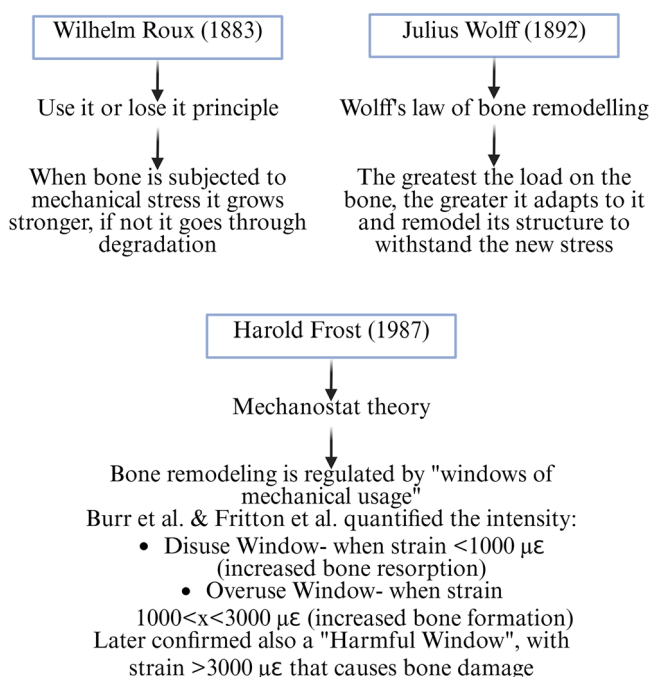 Wilhelm Roux (1883)
Use it or lose it principle
When bone is subjected to
mechanical stress it grows
stronger, if not it goes through
degradation
Julius Wolff (1892)
Wolff's law of bone remodelling
The greatest the load on the
bone, the greater it adapts to it
and remodel its structure to
withstand the new stress
Harold Frost (1987)
Mechanostat theory
Bone remodeling is regulated by "windows of
mechanical usage"
Burr et al. & Fritton et al. quantified the intensity:
• Disuse Window- when strain <1000 με
(increased bone resorption)
• Overuse Window- when strain
1000<x<3000 με (increased bone formation)
Later confirmed also a "Harmful Window", with
strain >3000 με that causes bone damage